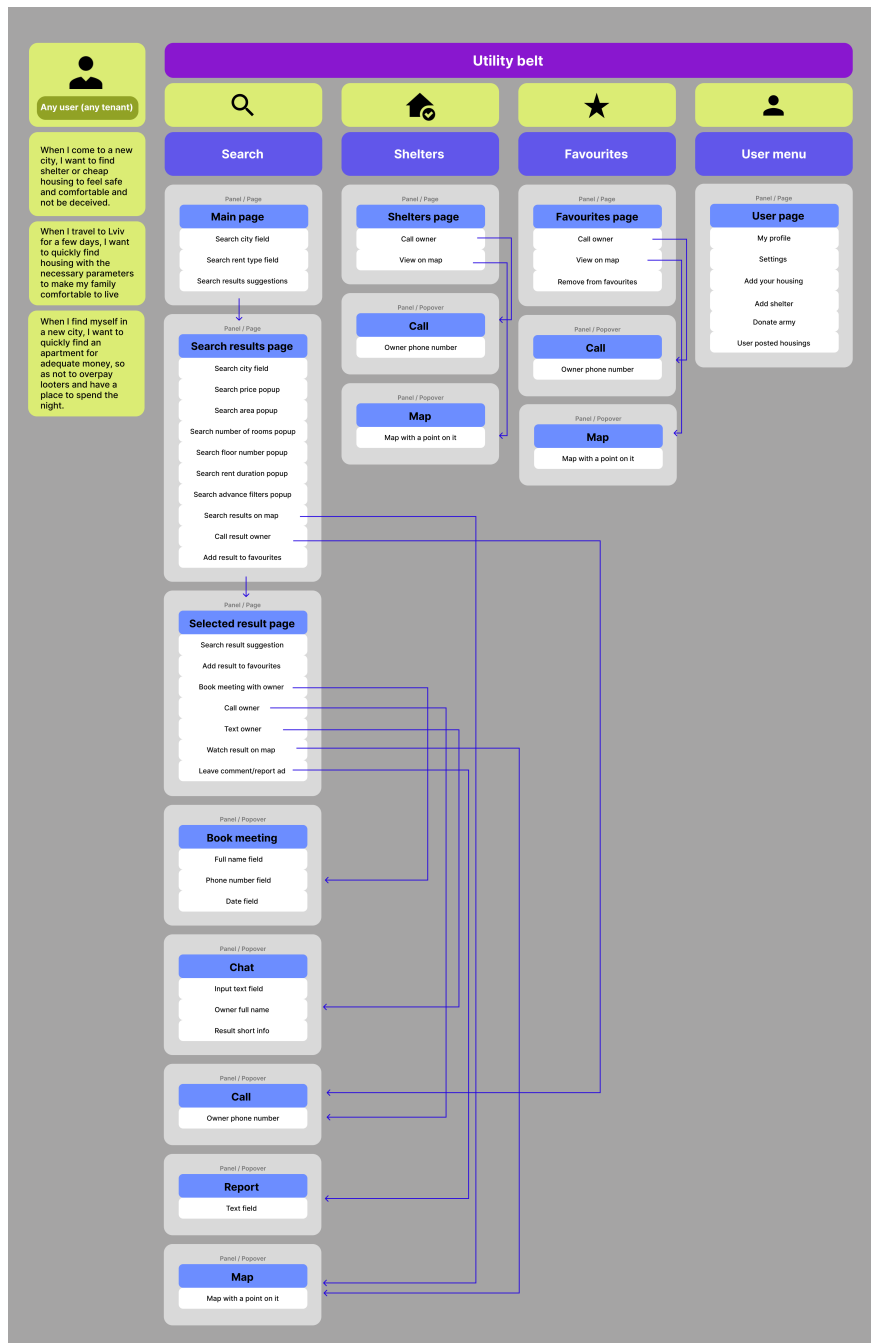 Utility belt
Any user (any tenant)
When I come to a new
city, I want to find
shelter or cheap
housing to feel safe
and comfortable and
not be deceived.
When I travel to Lviv
for a few days, I want
to quickly find
housing with the
necessary parameters
to make my family
comfortable to live
When I find myself in
a new city, I want to
quickly find an
apartment for
adequate money, so
as not to overpay
looters and have a
place to spend the
night.
Search
Panel / Page
Main page
Search city field
Search rent type field
Search results suggestions
Panel / Page
Search results page
Search city field
Search price popup
Search area popup
Search number of rooms popup
Search floor number popup
Search rent duration popup
Search advance filters popup
Search results on map
Call result owner
Add result to favourites
Panel / Page
Selected result page
Search result suggestion
Add result to favourites
Book meeting with owner
Call owner
Text owner
Watch result on map
Leave comment/report ad
Panel / Popover
Book meeting
Full name field
Phone number field
Date field
Panel / Popover
Chat
Input text field
Owner full name
Result short info
Panel / Popover
Call
Owner phone number
Panel / Popover
Report
Text field
Panel / Popover
Map
Map with a point on it
Shelters
Panel / Page
Shelters page
Call owner
View on map
Panel / Popover
Call
Owner phone number
Panel / Popover
Map
Map with a point on it
Favourites
Panel / Page
Favourites page
Call owner
View on map
Remove from favourites
Panel / Popover
Call
Owner phone number
Panel / Popover
Map
Map with a point on it
User menu
Panel / Page
User page
My profile
Settings
Add your housing
Add shelter
Donate army
User posted housings